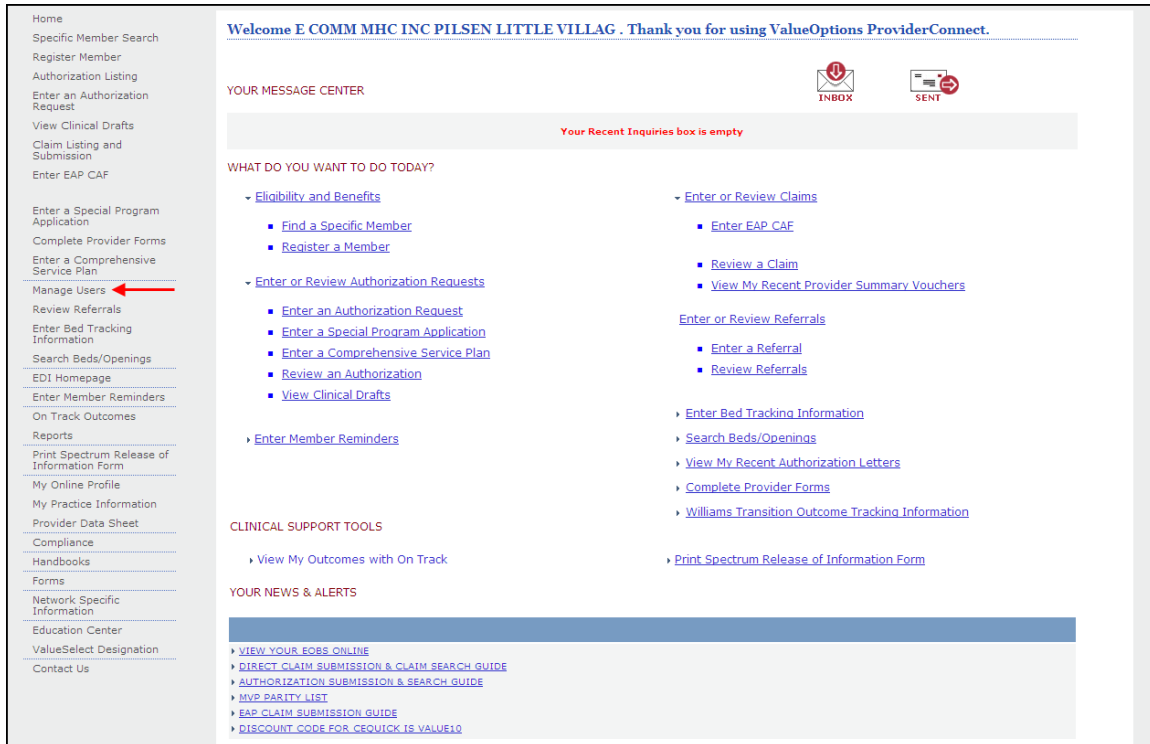 Home
Specific Member Search
Register Member
Authorization Listing
Enter an Authorization
Request
View Clinical Drafts
Claim Listing and
Submission
Enter EAP CAF
Enter a Special Program
Application
Complete Provider Forms
Enter a Comprehensive
Service Plan
Manage Users
Review Referrals
Enter Bed Tracking
Information
Search Beds/Openings
EDI Homepage
Enter Member Reminders
On Track Outcomes
Reports
Print Spectrum Release of
Information Form
My Online Profile
My Practice Information
Provider Data Sheet
Compliance
Handbooks
Forms
Network Specific
Information
Education Center
ValueSelect Designation
Contact Us
Welcome E COMM MHC INC PILSEN LITTLE VILLAG . Thank you for using ValueOptions ProviderConnect.
YOUR MESSAGE CENTER
INBOX
SENT
Your Recent Inquiries box is empty
WHAT DO YOU WANT TO DO TODAY?
Eligibility and Benefits
Find a Specific Member
Register a Member
Enter or Review Authorization Requests
Enter an Authorization Request
Enter a Special Program Application
Enter a Comprehensive Service Plan
Review an Authorization
View Clinical Drafts
Enter Member Reminders
Enter or Review Claims
Enter EAP CAF
Review a Claim
View My Recent Provider Summary Vouchers
Enter or Review Referrals
Enter a Referral
Review Referrals
Enter Bed Tracking Information
Search Beds/Openings
View My Recent Authorization Letters
Complete Provider Forms
Williams Transition Outcome Tracking Information
CLINICAL SUPPORT TOOLS
View My Outcomes with On Track
Print Spectrum Release of Information Form
YOUR NEWS & ALERTS
VIEW YOUR EOBS ONLINE
DIRECT CLAIM SUBMISSION & CLAIM SEARCH GUIDE
AUTHORIZATION SUBMISSION & SEARCH GUIDE
MVP PARITY LIST
EAP CLAIM SUBMISSION GUIDE
DISCOUNT CODE FOR CEQUICK IS VALUE10